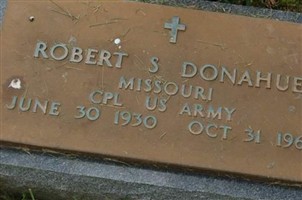 ROBERT S DONAHUE
MISSOURI
CPL US ARMY
JUNE 30 1930 OCT 31